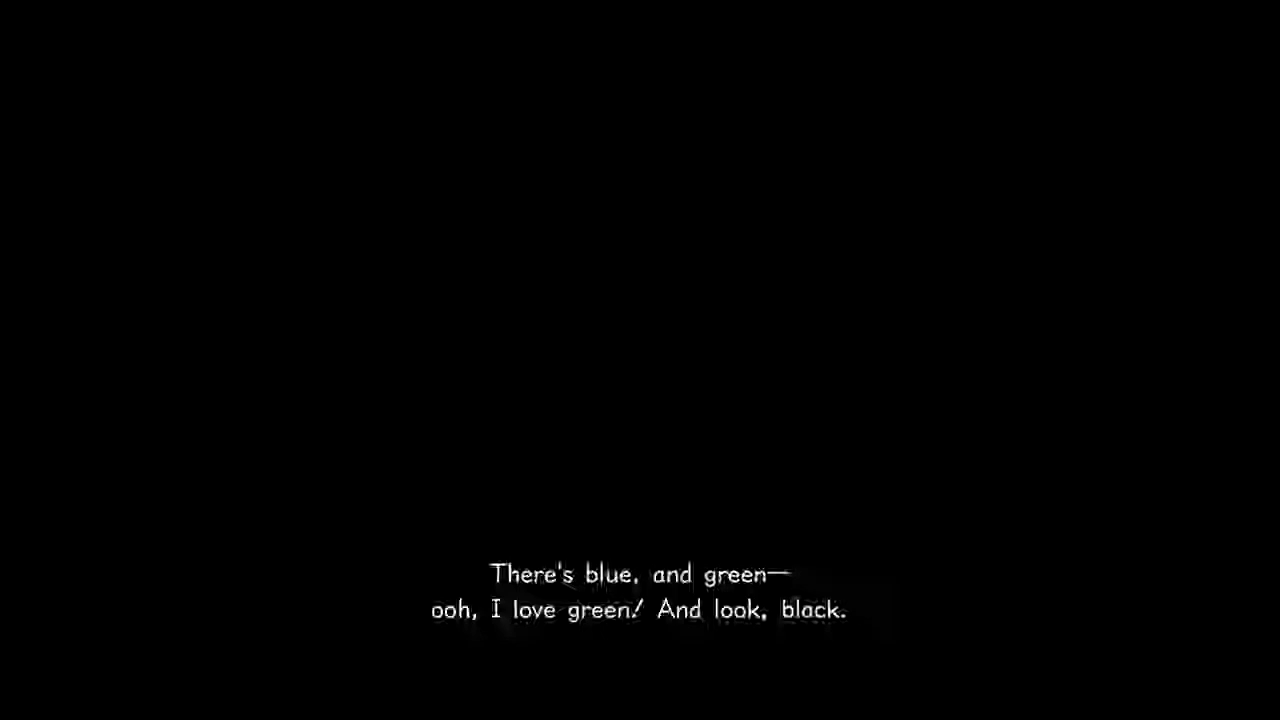 There's blue, and green—
ooh, I love green! And look, black.